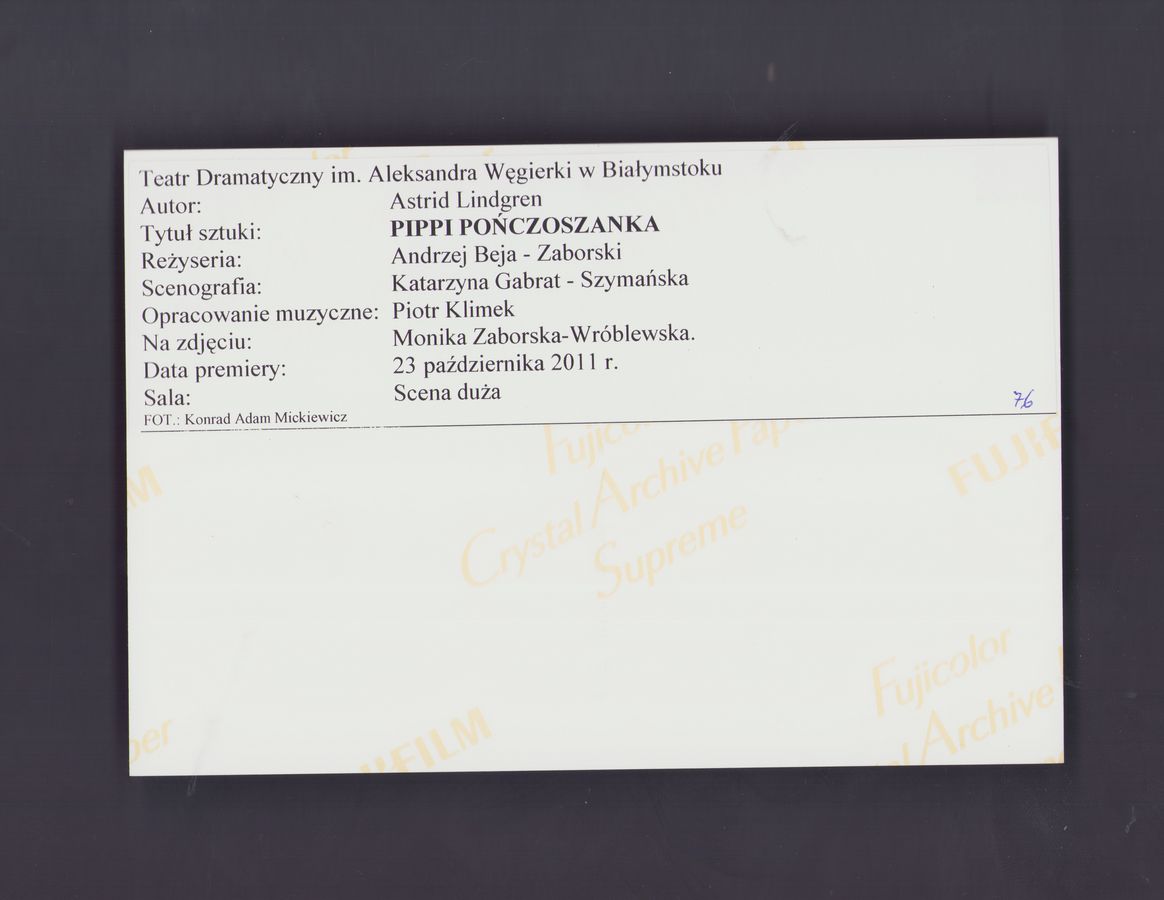 Teatr Dramatyczny im. Aleksandra Węgierki w Białymstoku
Autor: Astrid Lindgren
Tytuł sztuki: PIPPI POŃCZOSZANKA
Reżyseria: Andrzej Beja - Zaborski
Scenografia: Katarzyna Gabrat - Szymańska
Opracowanie muzyczne: Piotr Klimek
Na zdjęciu: Monika Zaborska-Wróblewska.
Data premiery: 23 października 2011 r.
Sala: Scena duża
FOT.: Konrad Adam Mickiewicz
76
Fujicolor
Crystal Archive Paper
Supreme
Fujicolor
Archive